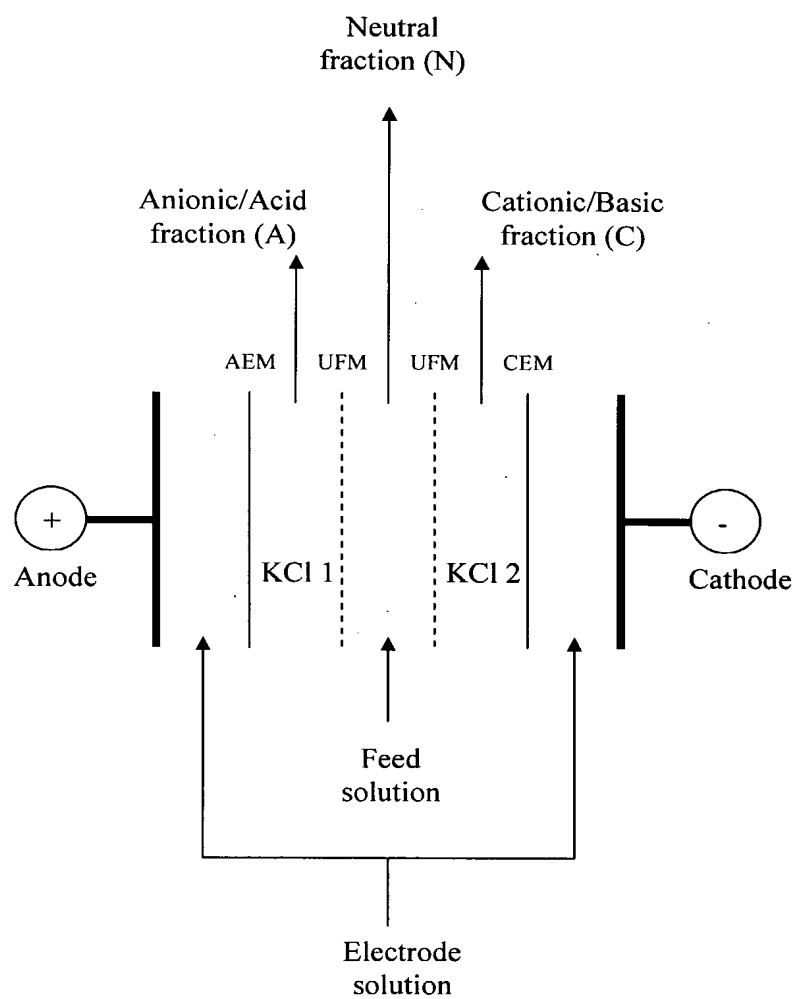 Neutral
fraction (N)
Anionic/Acid
fraction (A)
Cationic/Basic
fraction (C)
AEM
UFM
UFM
CEM
+
-
Anode
KCl 1
KCl 2
Cathode
Feed
solution
Electrode
solution